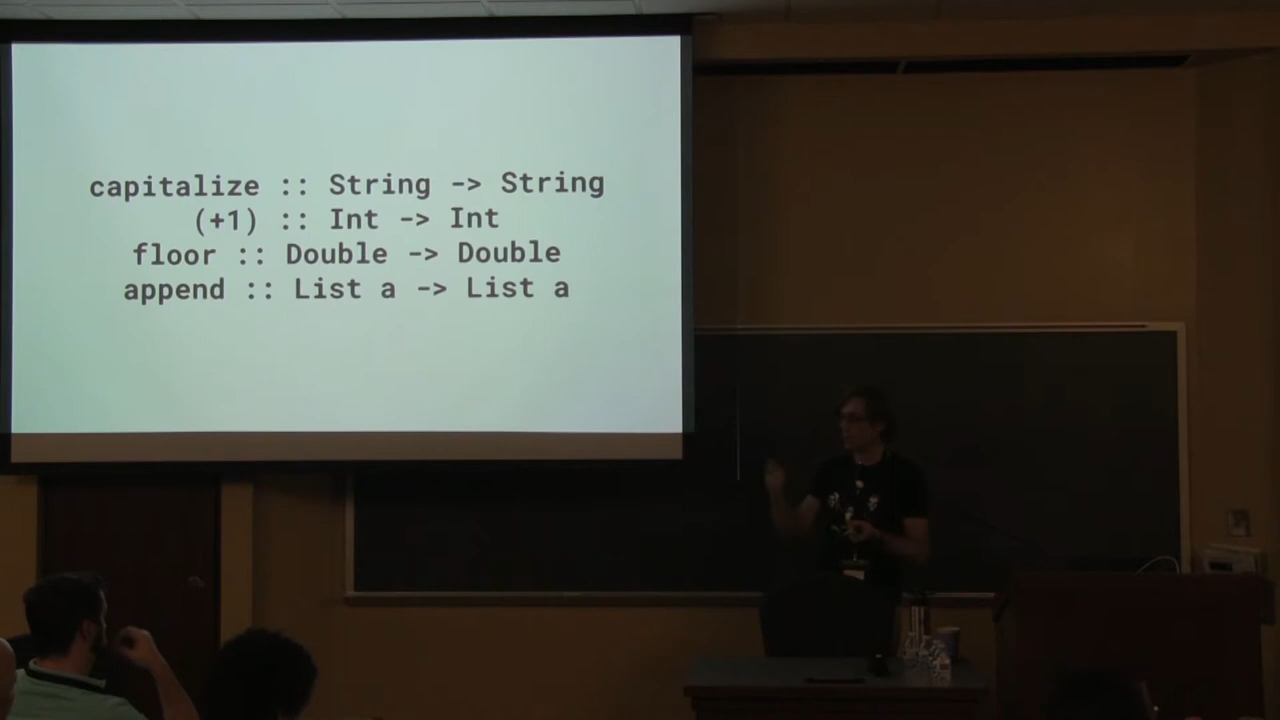 capitalize :: String -> String
(+1) :: Int -> Int
floor :: Double -> Double
append :: List a -> List a